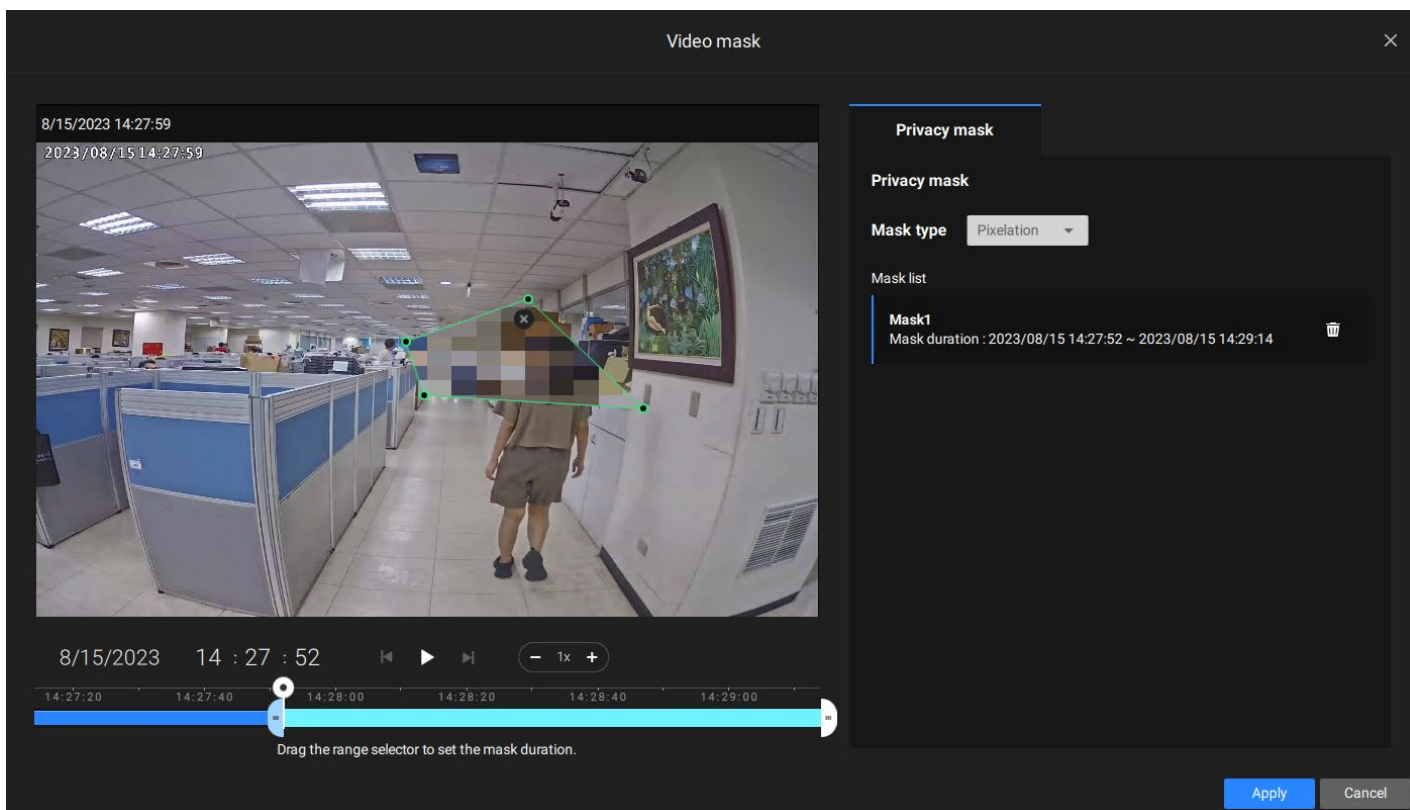 Video mask
8/15/2023 14:27:59
2023/08/15 14:27:59
Privacy mask
Privacy mask
Mask type Pixelation
Mask list
Mask1
Mask duration : 2023/08/15 14:27:52 ~ 2023/08/15 14:29:14
8/15/2023 14 : 27 : 52
1x
14:27:20 14:27:40 14:28:00 14:28:20 14:28:40 14:29:00
Drag the range selector to set the mask duration.
Apply Cancel